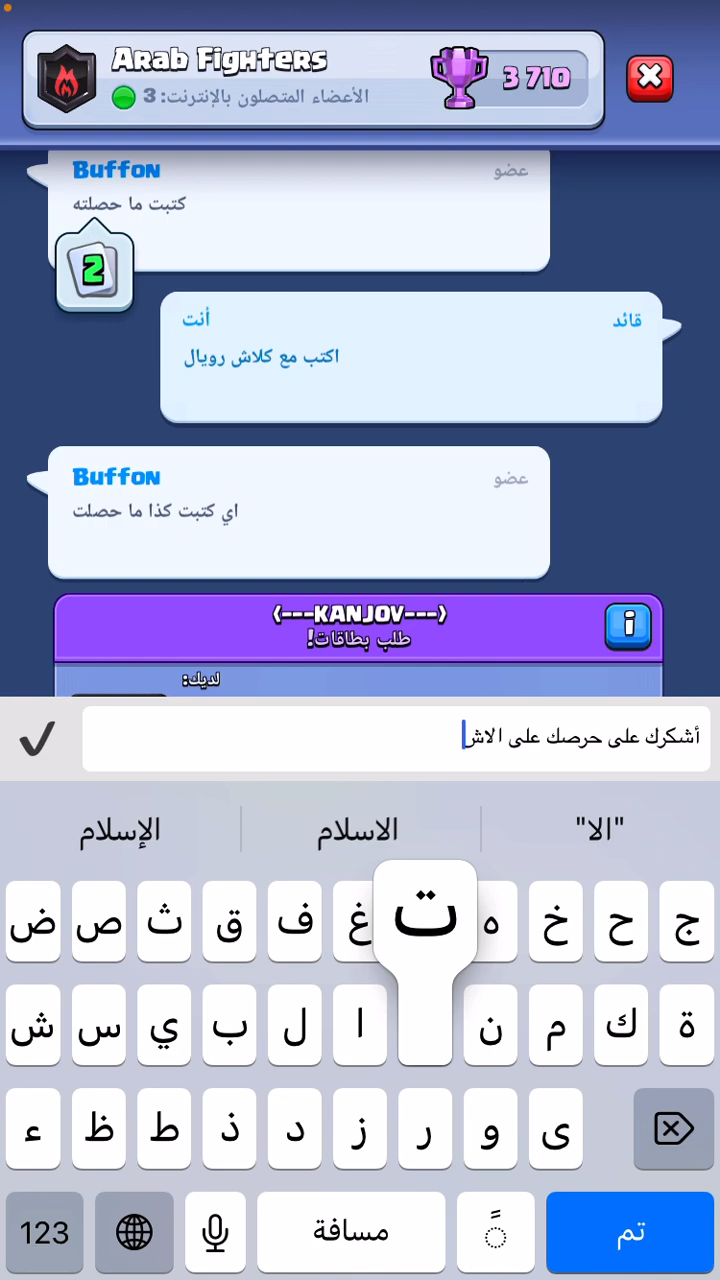 Arab Fighters
3 710
الأعضاء المتصلون بالإنترنت: 3
Buffon
عضو
كتبت ما حصلته
2
أنت
قائد
اكتب مع كلاش رويال
Buffon
عضو
اي كتبت كذا ما حصلت
(---KANJOV---)
طلب بطاقات!
i
لديك:
أشكرك على حرصك على الاش
الإسلام
الاسلام
"الا"
ض ص ث ق ف غ ت ه خ ح ج
ش س ي ب ل ا ن م ك ة
ء ظ ط ذ د ز ر و ى
123
مسافة
تم